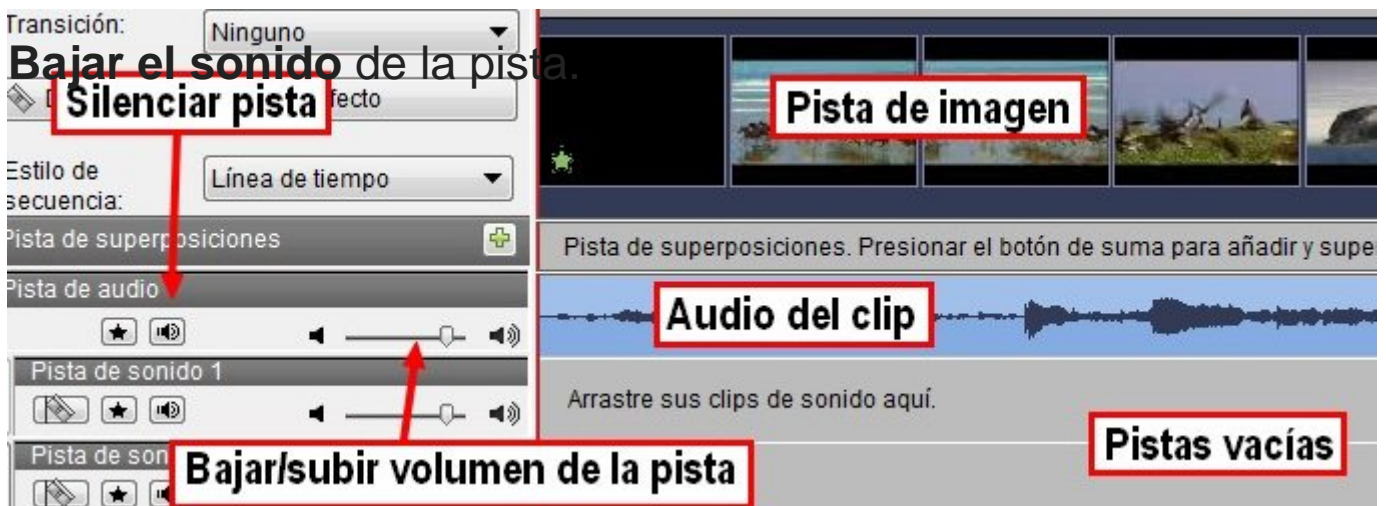 Transición:
Ninguno
Bajar el sonido de la pista.
Silenciar pista
fecto
Pista de imagen
Estilo de
secuencia:
Línea de tiempo
Pista de superposiciones
Pista de superposiciones. Presionar el botón de suma para añadir y supe
Pista de audio
Audio del clip
Pista de sonido 1
Arrastre sus clips de sonido aquí.
Pistas vacías
Pista de son
Bajar/subir volumen de la pista